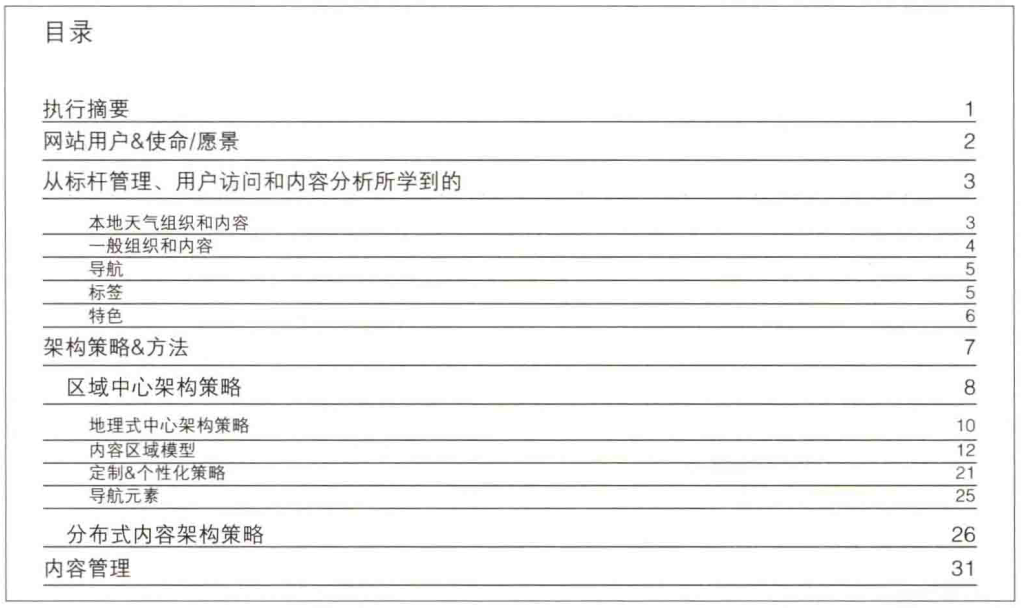 目录
执行摘要 1
网站用户&使命/愿景 2
从标杆管理、用户访问和内容分析所学到的 3
本地天气组织和内容 3
一般组织和内容 4
导航 5
标签 5
特色 6
架构策略&方法 7
区域中心架构策略 8
地理式中心架构策略 10
内容区域模型 12
定制&个性化策略 21
导航元素 25
分布式内容架构策略 26
内容管理 31